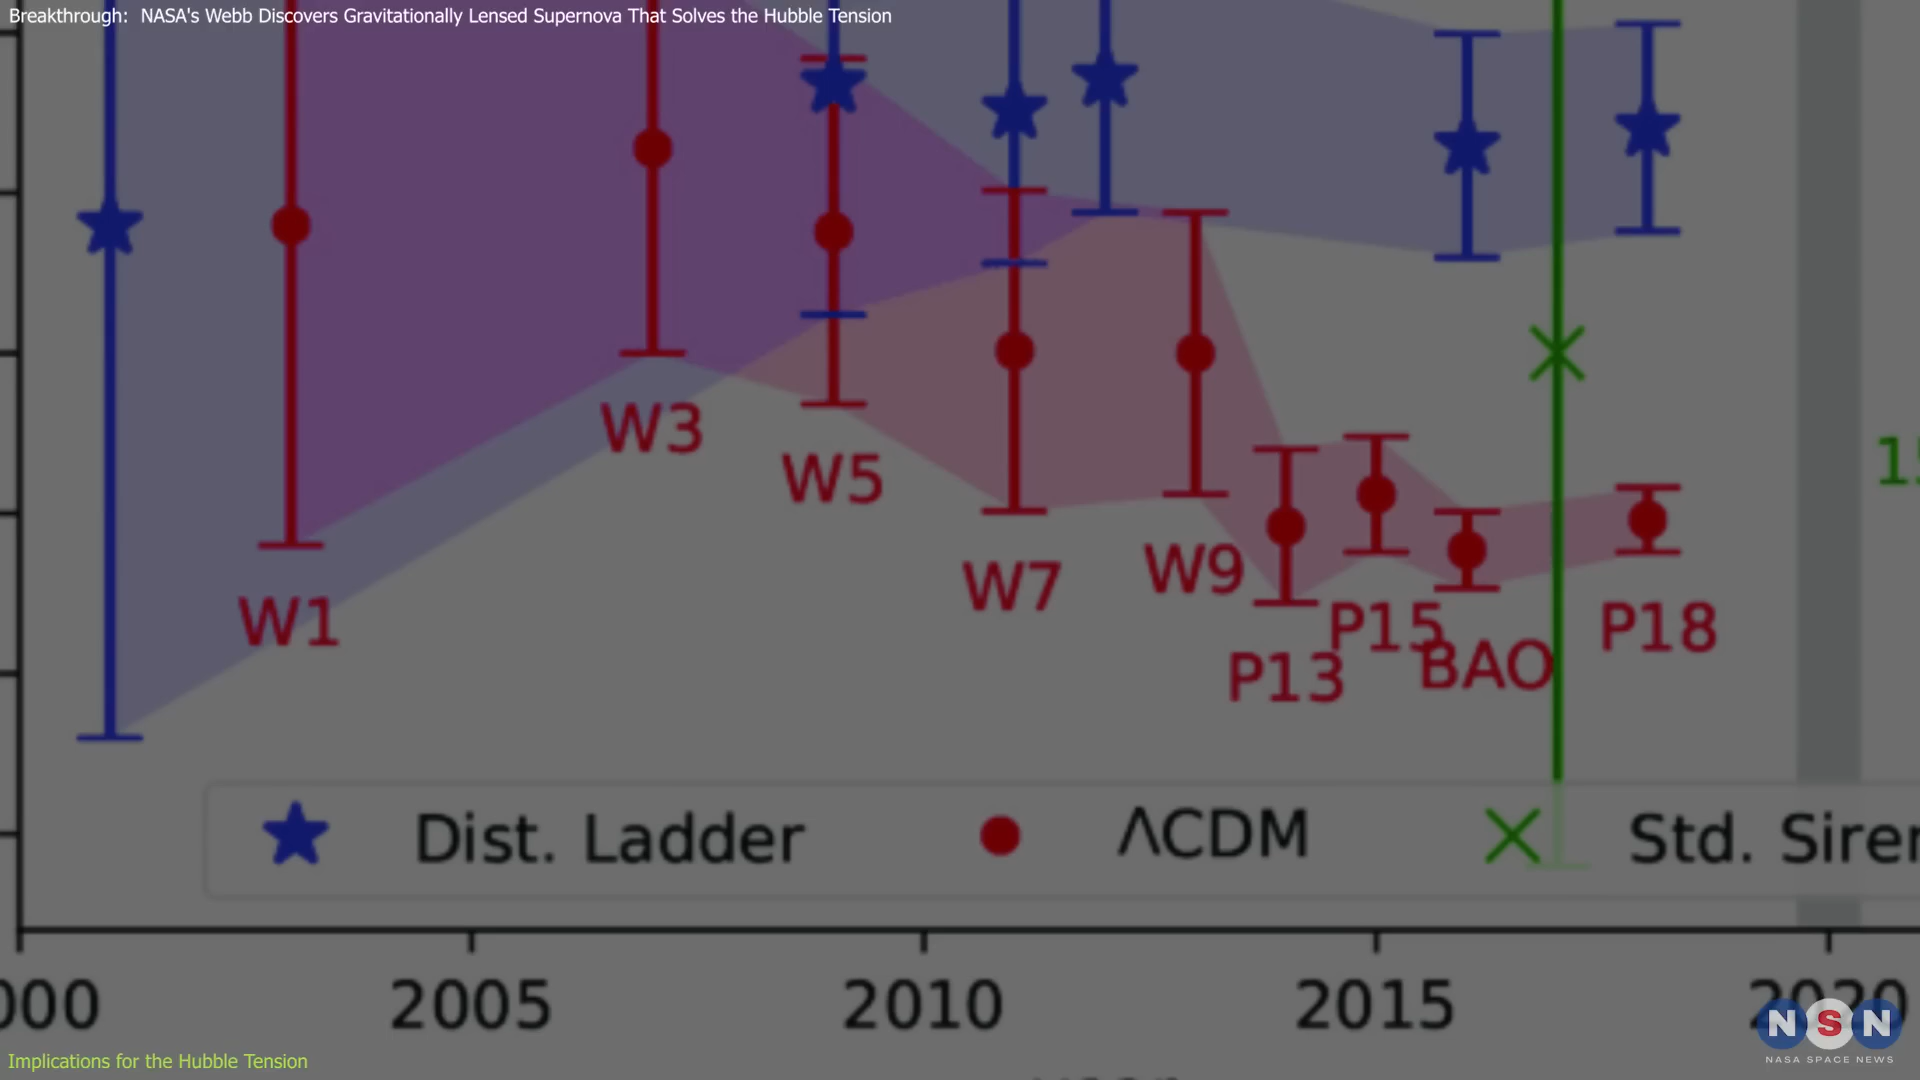 Breakthrough: NASA's Webb Discovers Gravitationally Lensed Supernova That Solves the Hubble Tension
W3
W5
W7
W9
W1
P15
P13
BAO
P18
Dist. Ladder
ΛCDM
Std.
2005
2010
2015
2020
NSN
NASA SPACE NEWS
Implications for the Hubble Tension